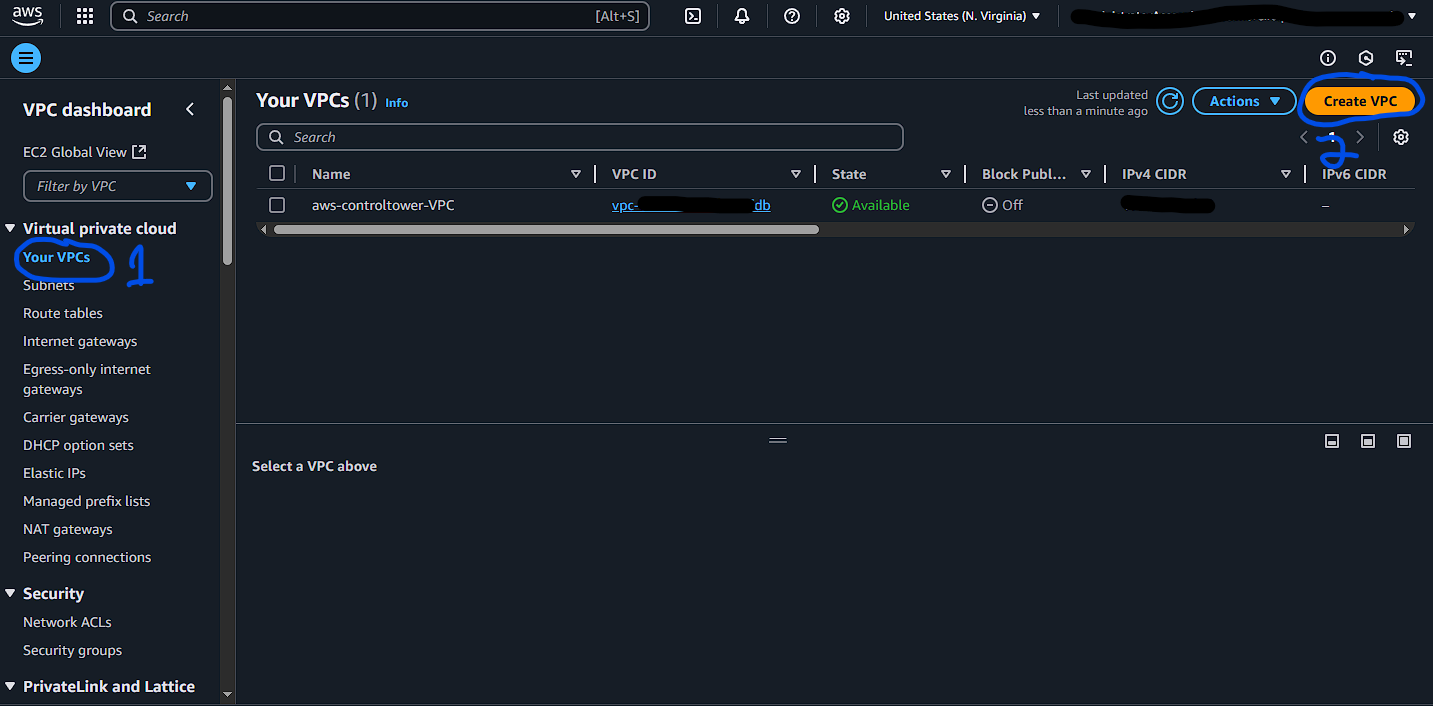 aws
Search [Alt+S]
United States (N. Virginia)
VPC dashboard
EC2 Global View
Filter by VPC
Virtual private cloud
Your VPCs
1
Subnets
Route tables
Internet gateways
Egress-only internet
gateways
Carrier gateways
DHCP option sets
Elastic IPs
Managed prefix lists
NAT gateways
Peering connections
Security
Network ACLs
Security groups
PrivateLink and Lattice
Your VPCs (1) Info
Last updated
less than a minute ago
Actions
Create VPC
Search
1
2
Name VPC ID State Block Publ... IPv4 CIDR IPv6 CIDR
aws-controltower-VPC vpc- db Available Off –
Select a VPC above